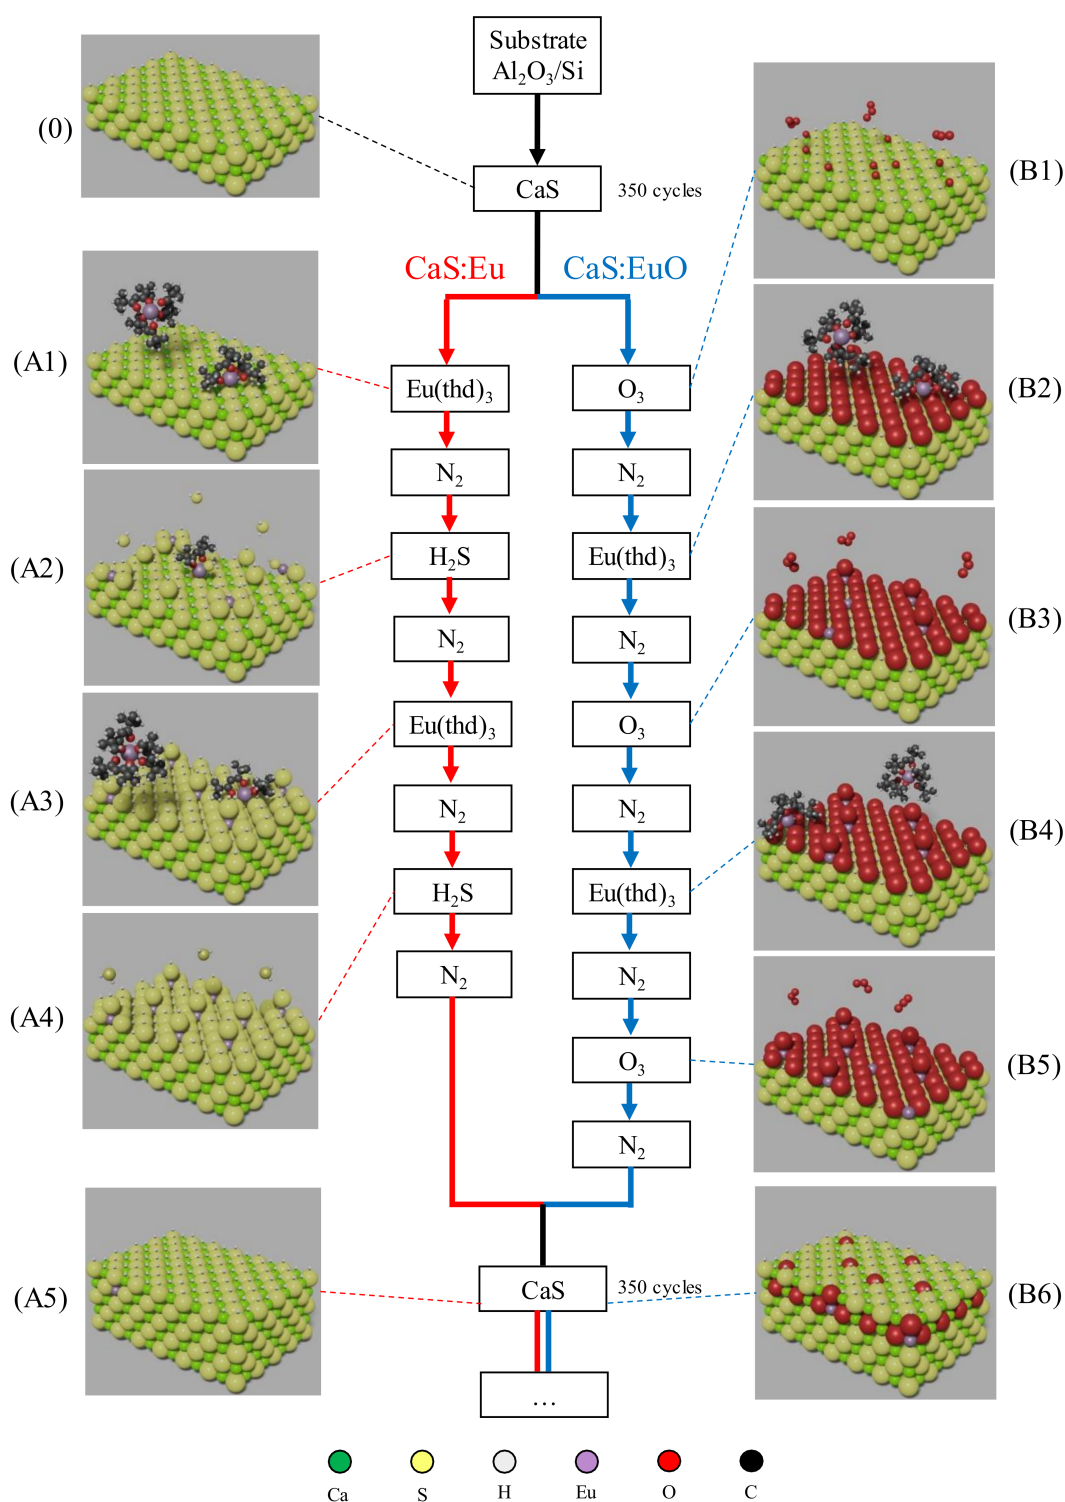 Substrate
Al₂O₃/Si
(0)
CaS
350 cycles
(B1)
CaS:Eu
CaS:EuO
(A1)
Eu(thd)₃
O₃
(B2)
N₂
N₂
(A2)
H₂S
Eu(thd)₃
(B3)
N₂
N₂
(A3)
Eu(thd)₃
O₃
(B4)
N₂
N₂
(A4)
H₂S
Eu(thd)₃
(B5)
N₂
N₂
O₃
N₂
(A5)
CaS
350 cycles
(B6)
...
Ca
S
H
Eu
O
C